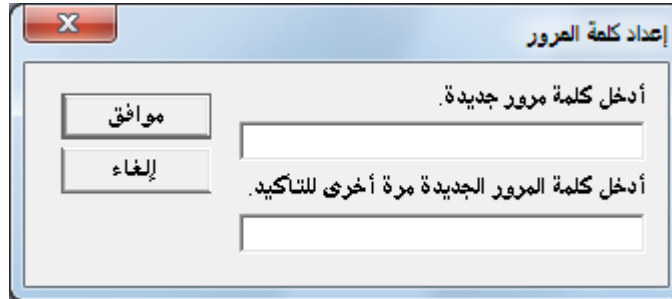 إعداد كلمة المرور
أدخل كلمة مرور جديدة.
موافق
إلغاء
أدخل كلمة المرور الجديدة مرة أخرى للتأكيد.